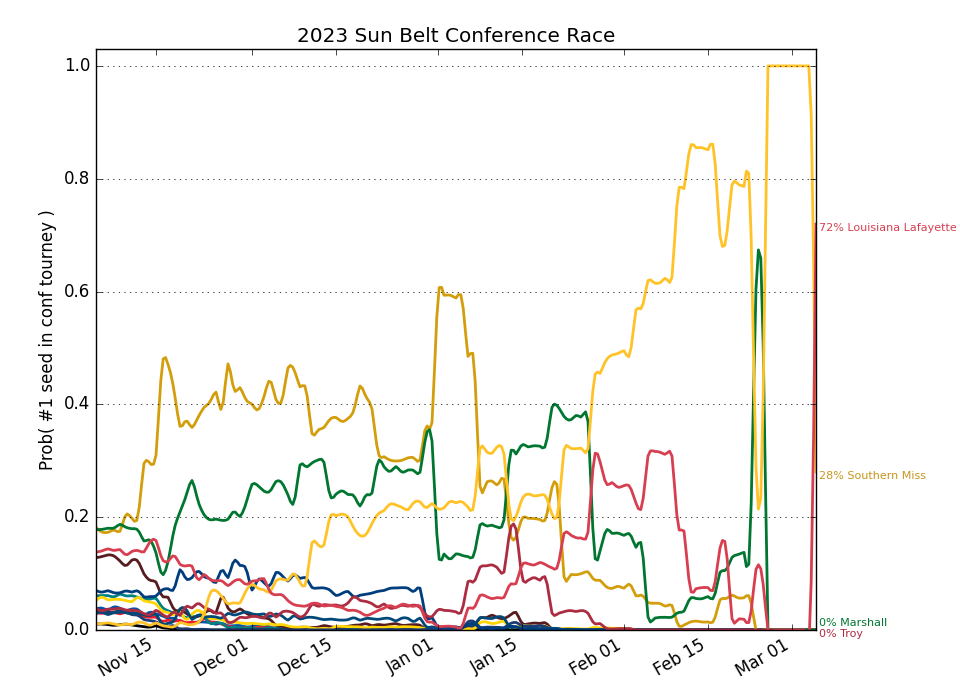 2023 Sun Belt Conference Race
Prob( #1 seed in conf tourney )
1.0
0.8
0.6
0.4
0.2
0.0
72% Louisiana Lafayette
28% Southern Miss
0% Marshall
0% Troy
Nov 15
Dec 01
Dec 15
Jan 01
Jan 15
Feb 01
Feb 15
Mar 01